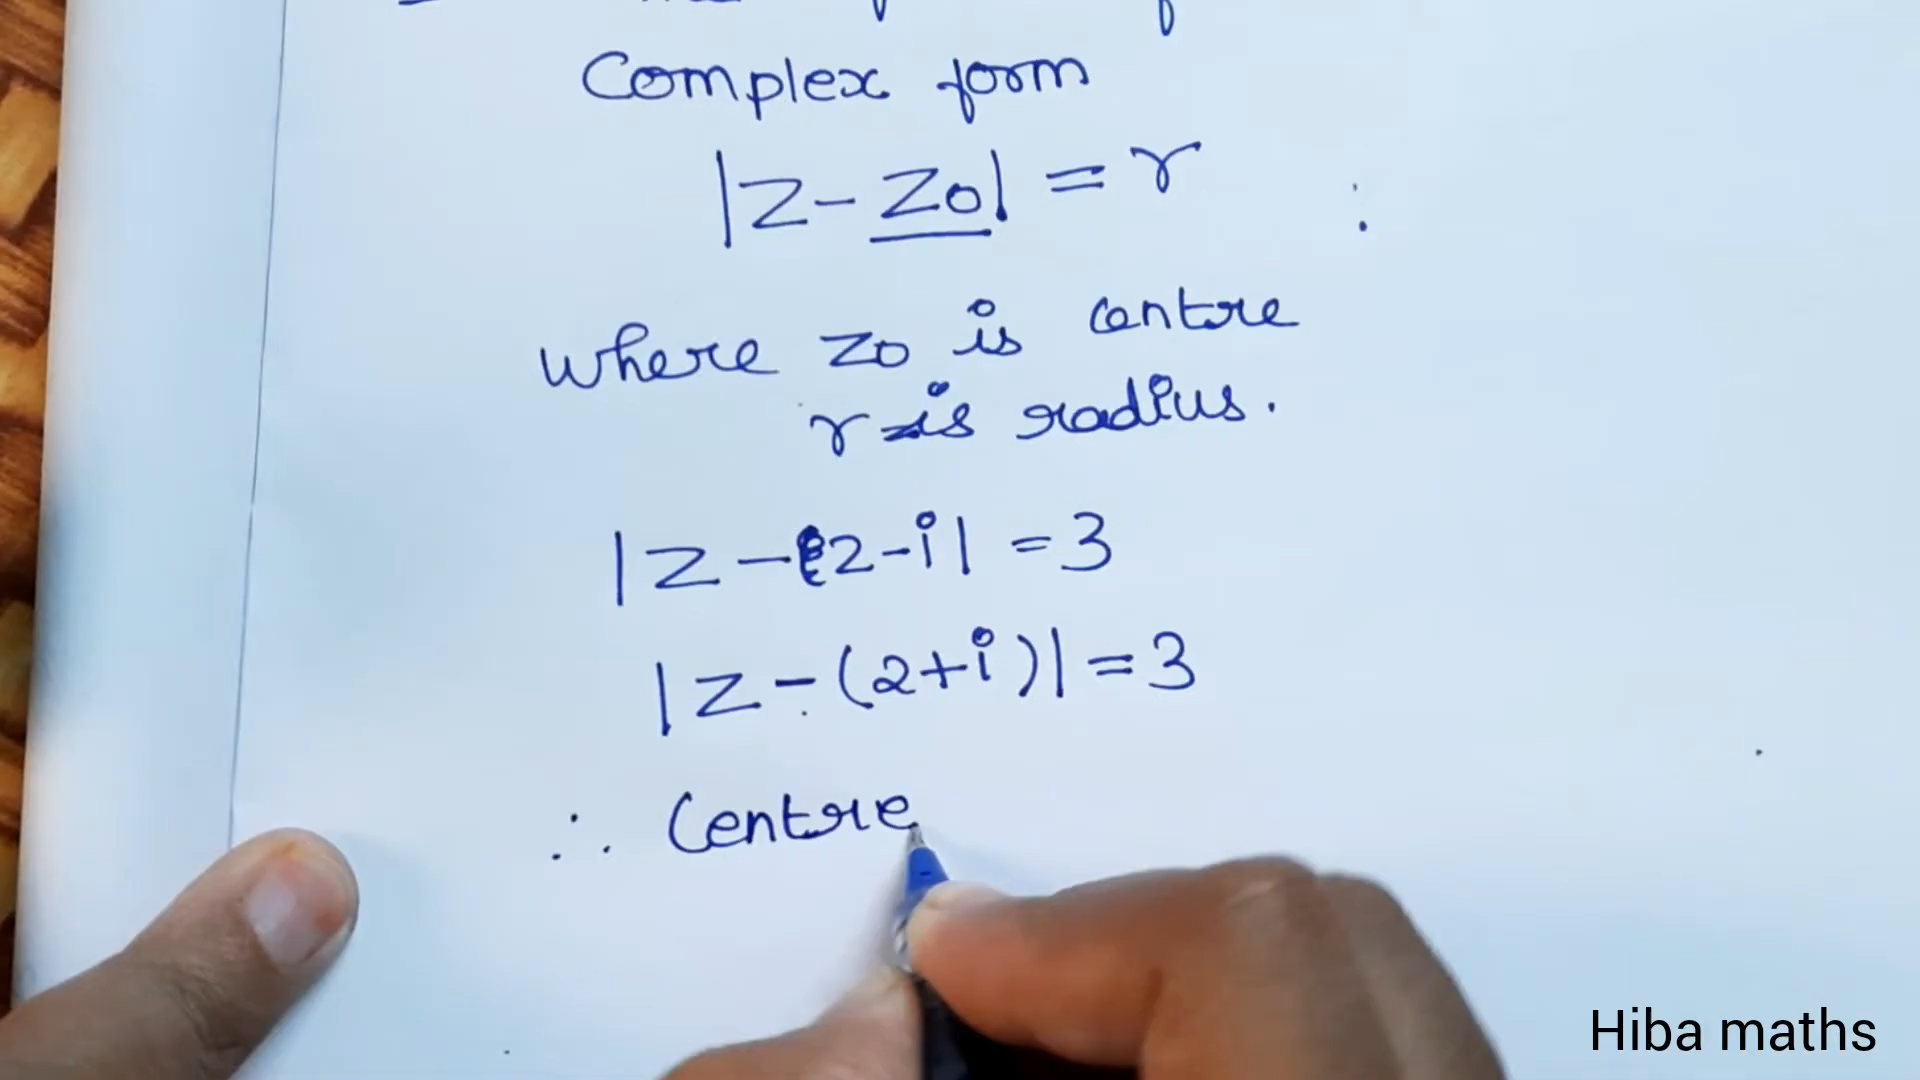 Complex form
|z-z0| = r
where z0 is centre
r is radius.
|z-2-i| = 3
|z-(2+i)| = 3
∴ Centre
Hiba maths